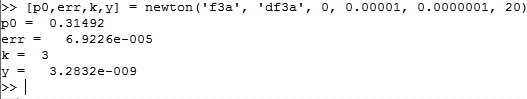 >> [p0,err,k,y] = newton('f3a', 'df3a', 0, 0.00001, 0.0000001, 20)
p0 =  0.31492
err =   6.9226e-005
k =  3
y =   3.2832e-009
>>